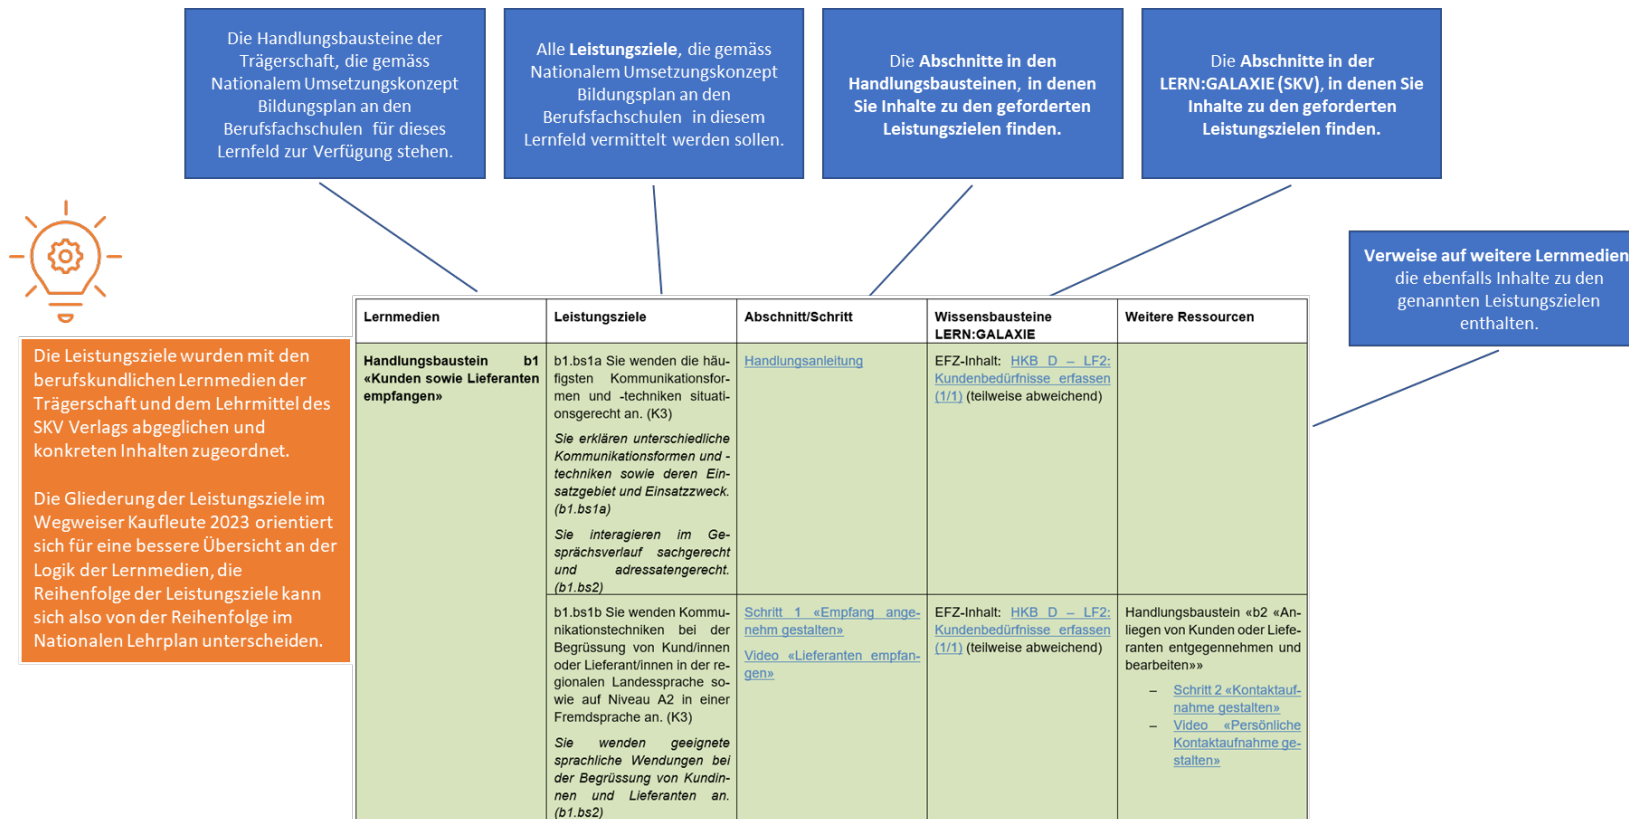 Die Handlungsbausteine der
Trägerschaft, die gemäss
Nationalem Umsetzungskonzept
Bildungsplan an den
Berufsfachschulen für dieses
Lernfeld zur Verfügung stehen.
Alle Leistungsziele, die gemäss
Nationalem Umsetzungskonzept
Bildungsplan an den
Berufsfachschulen in diesem
Lernfeld vermittelt werden sollen.
Die Abschnitte in den
Handlungsbausteinen, in denen
Sie Inhalte zu den geforderten
Leistungszielen finden.
Die Abschnitte in der
LERN:GALAXIE (SKV), in denen Sie
Inhalte zu den geforderten
Leistungszielen finden.
Verweise auf weitere Lernmedien
die ebenfalls Inhalte zu den
genannten Leistungszielen
enthalten.
Die Leistungsziele wurden mit den
berufskundlichen Lernmedien der
Trägerschaft und dem Lehrmittel des
SKV Verlags abgeglichen und
konkreten Inhalten zugeordnet.
Die Gliederung der Leistungsziele im
Wegweiser Kaufleute 2023 orientiert
sich für eine bessere Übersicht an der
Logik der Lernmedien, die
Reihenfolge der Leistungsziele kann
sich also von der Reihenfolge im
Nationalen Lehrplan unterscheiden.
Lernmedien
Leistungsziele
Abschnitt/Schritt
Wissensbausteine
LERN:GALAXIE
Weitere Ressourcen
Handlungsbaustein b1
«Kunden sowie Lieferanten
empfangen»
b1.bs1a Sie wenden die häu-
figsten Kommunikationsfor-
men und -techniken situati-
onsgerecht an. (K3)
Sie erklären unterschiedliche
Kommunikationsformen und -
techniken sowie deren Ein-
satzgebiet und Einsatzzweck.
(b1.bs1a)
Sie interagieren im Ge-
sprächsverlauf sachgerecht
und adressatengerecht.
(b1.bs2)
Handlungsanleitung
EFZ-Inhalt: HKB D – LF2:
Kundenbedürfnisse erfassen
(1/1) (teilweise abweichend)
b1.bs1b Sie wenden Kommu-
nikationstechniken bei der
Begrüssung von Kund/innen
oder Lieferant/innen in der re-
gionalen Landessprache so-
wie auf Niveau A2 in einer
Fremdsprache an. (K3)
Sie wenden geeignete
sprachliche Wendungen bei
der Begrüssung von Kundin-
nen und Lieferanten an.
(b1.bs2)
Schritt 1 «Empfang ange-
nehm gestalten»
Video «Lieferanten empfan-
gen»
EFZ-Inhalt: HKB D – LF2:
Kundenbedürfnisse erfassen
(1/1) (teilweise abweichend)
Handlungsbaustein «b2 «An-
liegen von Kunden oder Liefe-
ranten entgegennehmen und
bearbeiten»»
– Schritt 2 «Kontaktauf-
nahme gestalten»
– Video «Persönliche
Kontaktaufnahme ge-
stalten»